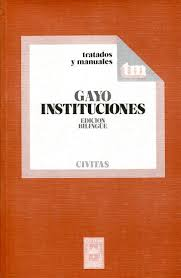 tratados
y manuales
tm
GAYO
INSTITUCIONES
EDICION
BILINGÜE
CIVITAS